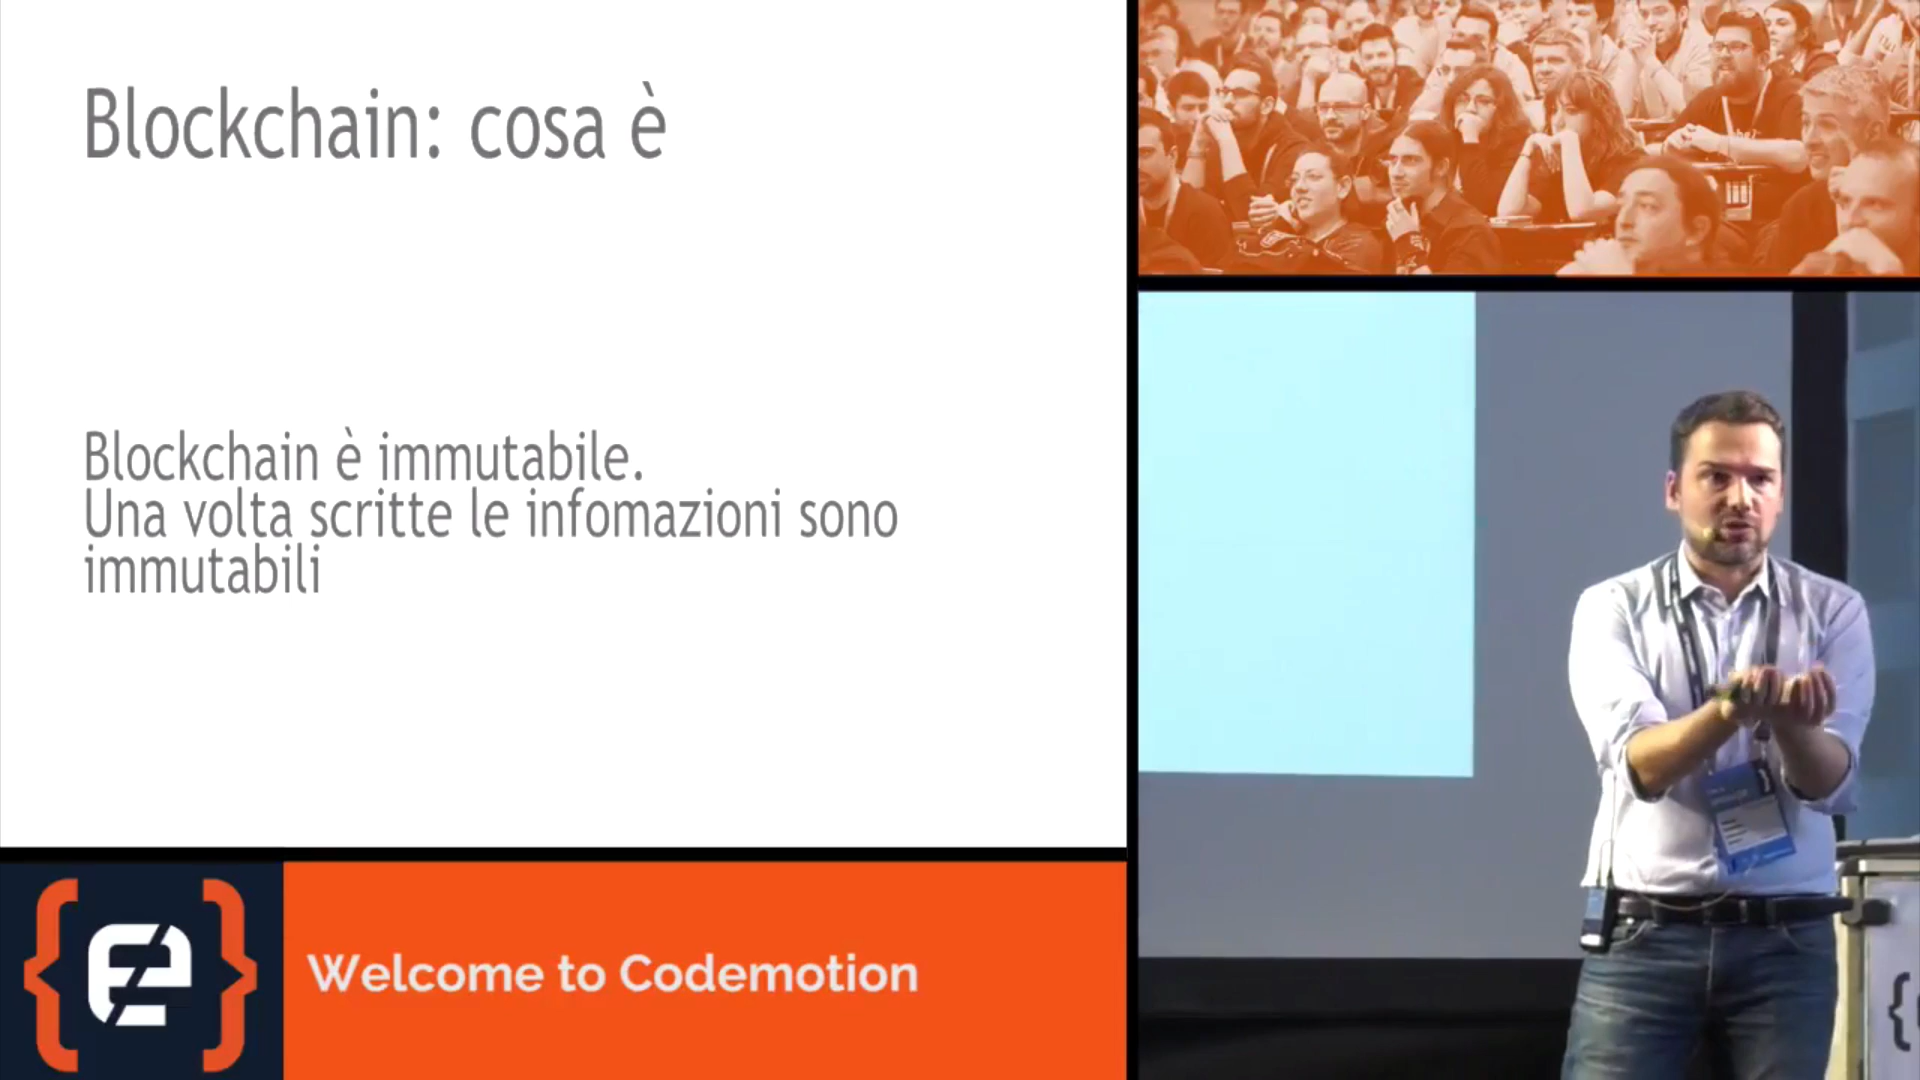 Blockchain: cosa è
Blockchain è immutabile.
Una volta scritte le infomazioni sono
immutabili
Welcome to Codemotion